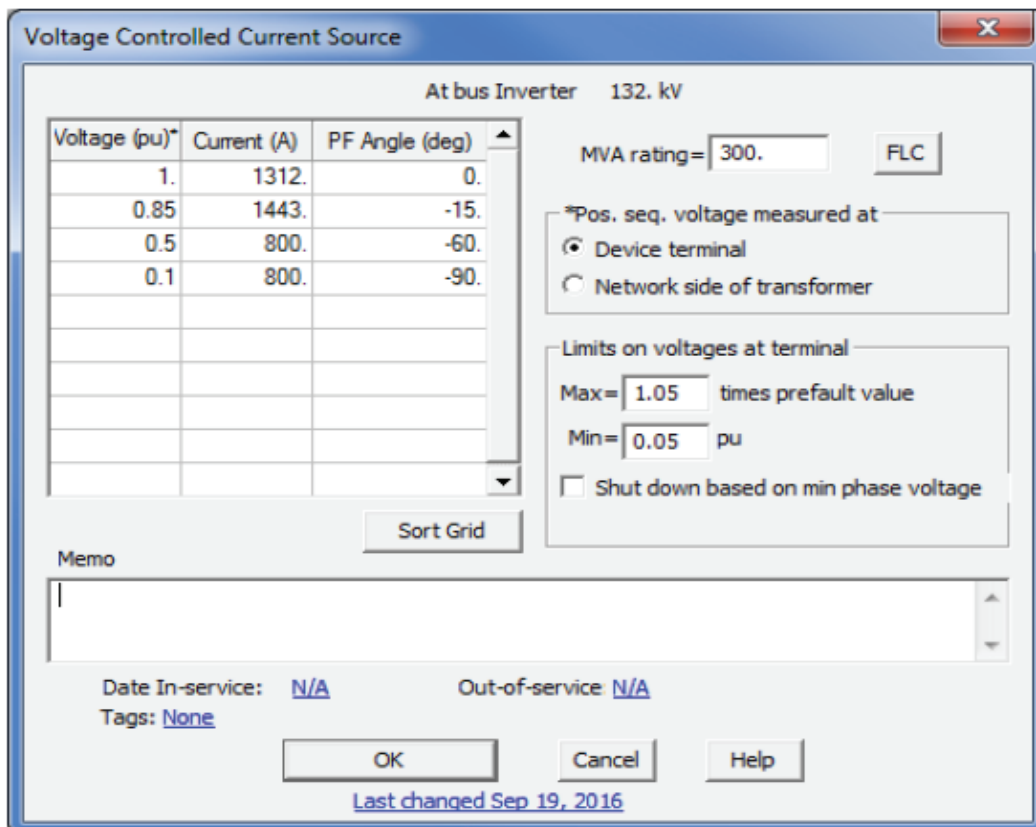 Voltage Controlled Current Source
At bus Inverter 132. kV
Voltage (pu)* Current (A) PF Angle (deg)
1. 1312. 0.
0.85 1443. -15.
0.5 800. -60.
0.1 800. -90.
MVA rating= 300. FLC
*Pos. seq. voltage measured at
Device terminal
Network side of transformer
Limits on voltages at terminal
Max= 1.05 times prefault value
Min= 0.05 pu
Shut down based on min phase voltage
Sort Grid
Memo
Date In-service: N/A Out-of-service N/A
Tags: None
OK Cancel Help
Last changed Sep 19, 2016